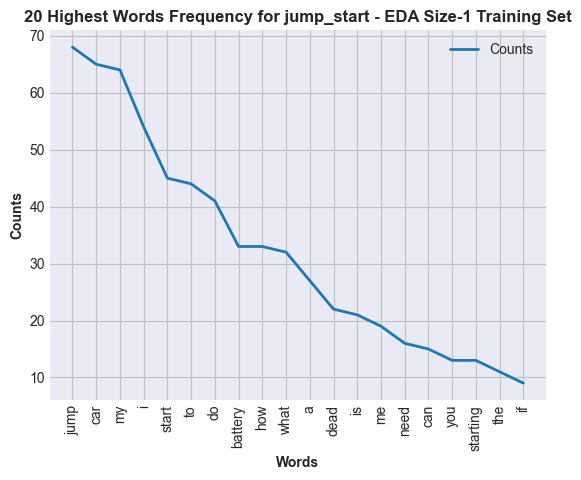 20 Highest Words Frequency for jump_start - EDA Size-1 Training Set
Counts
70
60
50
40
30
20
10
Counts
jump
car
my
i
start
to
do
battery
how
what
a
dead
is
me
need
can
you
starting
the
if
Words